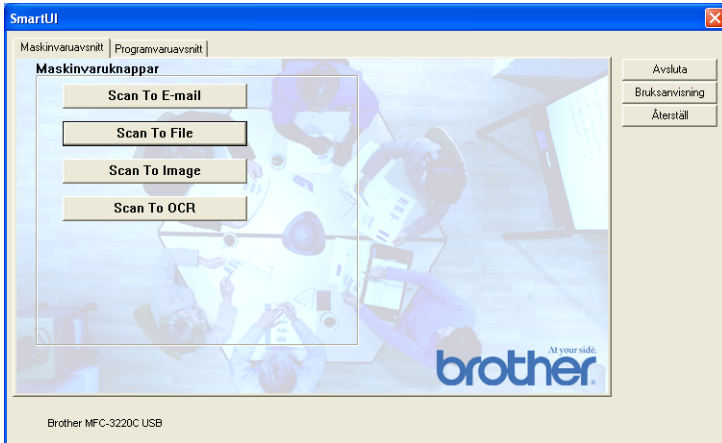 SmartUI
Maskinvaruavsnitt
Programvaruavsnitt
Maskinvaruknappar
Scan To E-mail
Scan To File
Scan To Image
Scan To OCR
Avsluta
Bruksanvisning
Återställ
At your side.
brother
Brother MFC-3220C USB